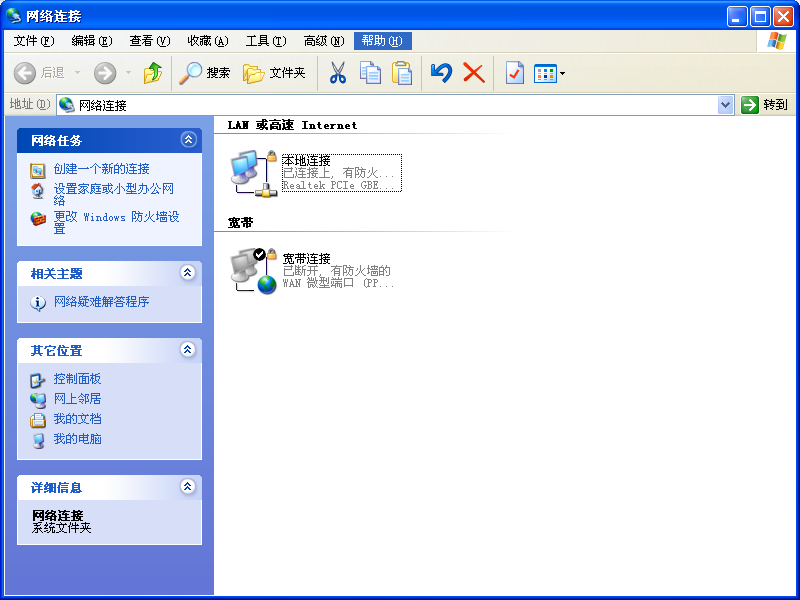 网络连接
文件(F) 编辑(E) 查看(V) 收藏(A) 工具(T) 高级(N) 帮助(H)
后退 搜索 文件夹
地址(D) 网络连接 转到
网络任务
创建一个新的连接
设置家庭或小型办公网
络
更改 Windows 防火墙设
置
相关主题
网络疑难解答程序
其它位置
控制面板
网上邻居
我的文档
我的电脑
详细信息
网络连接
系统文件夹
LAN 或高速 Internet
本地连接
已连接上, 有防火...
Realtek PCIe GBE...
宽带
宽带连接
已断开, 有防火墙的
WAN 微型端口 (PP...